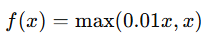 f(x) = max(0.01x, x)